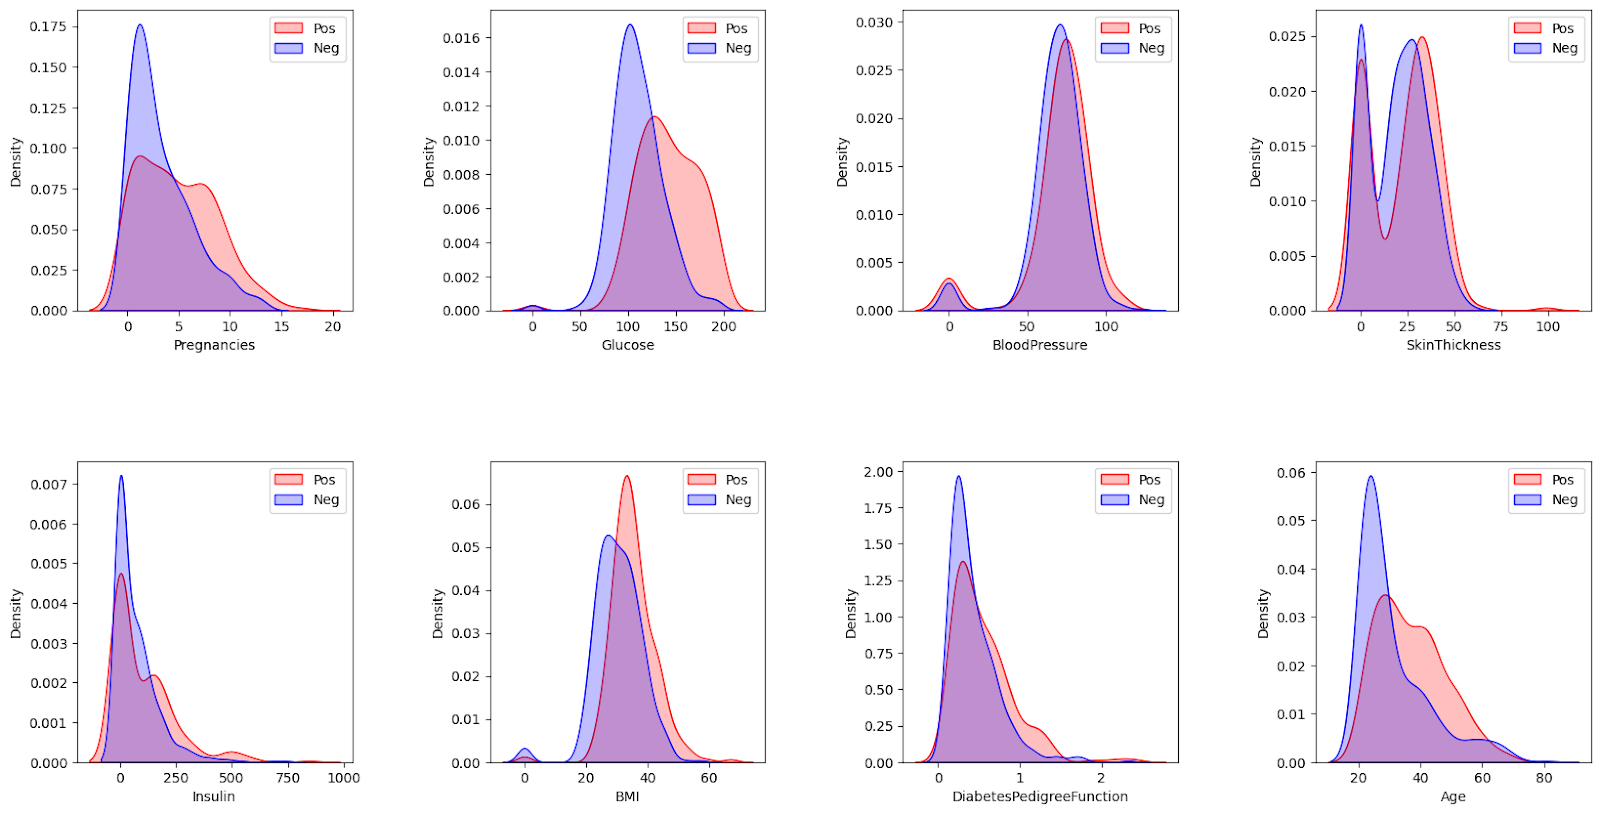 Pos
Neg
0.175
0.150
0.125
0.100
0.075
0.050
0.025
0.000
Density
0 5 10 15 20
Pregnancies
Pos
Neg
0.016
0.014
0.012
0.010
0.008
0.006
0.004
0.002
0.000
Density
0 50 100 150 200
Glucose
Pos
Neg
0.030
0.025
0.020
0.015
0.010
0.005
0.000
Density
0 50 100
BloodPressure
Pos
Neg
0.025
0.020
0.015
0.010
0.005
0.000
Density
0 25 50 75 100
SkinThickness
Pos
Neg
0.007
0.006
0.005
0.004
0.003
0.002
0.001
0.000
Density
0 250 500 750 1000
Insulin
Pos
Neg
0.06
0.05
0.04
0.03
0.02
0.01
0.00
Density
0 20 40 60
BMI
Pos
Neg
2.00
1.75
1.50
1.25
1.00
0.75
0.50
0.25
0.00
Density
0 1 2
DiabetesPedigreeFunction
Pos
Neg
0.06
0.05
0.04
0.03
0.02
0.01
0.00
Density
20 40 60 80
Age